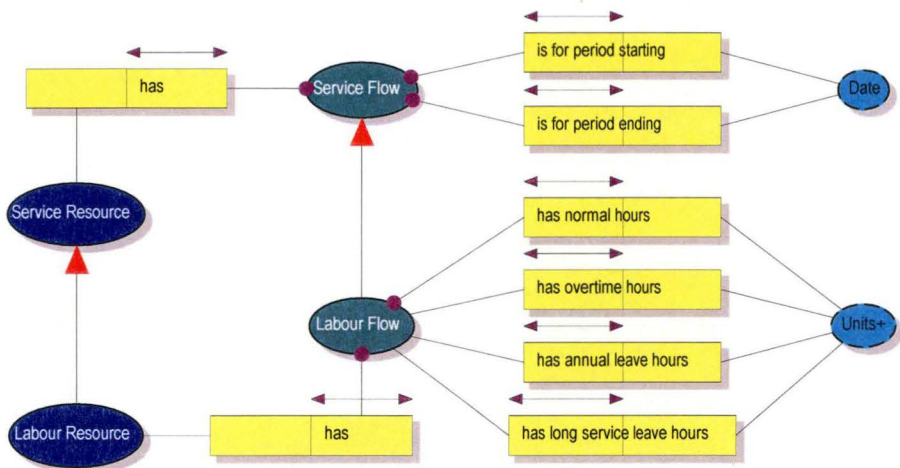 is for period starting
has
Service Flow
Date
is for period ending
Service Resource
has normal hours
has overtime hours
Labour Flow
Units+
has annual leave hours
Labour Resource
has
has long service leave hours